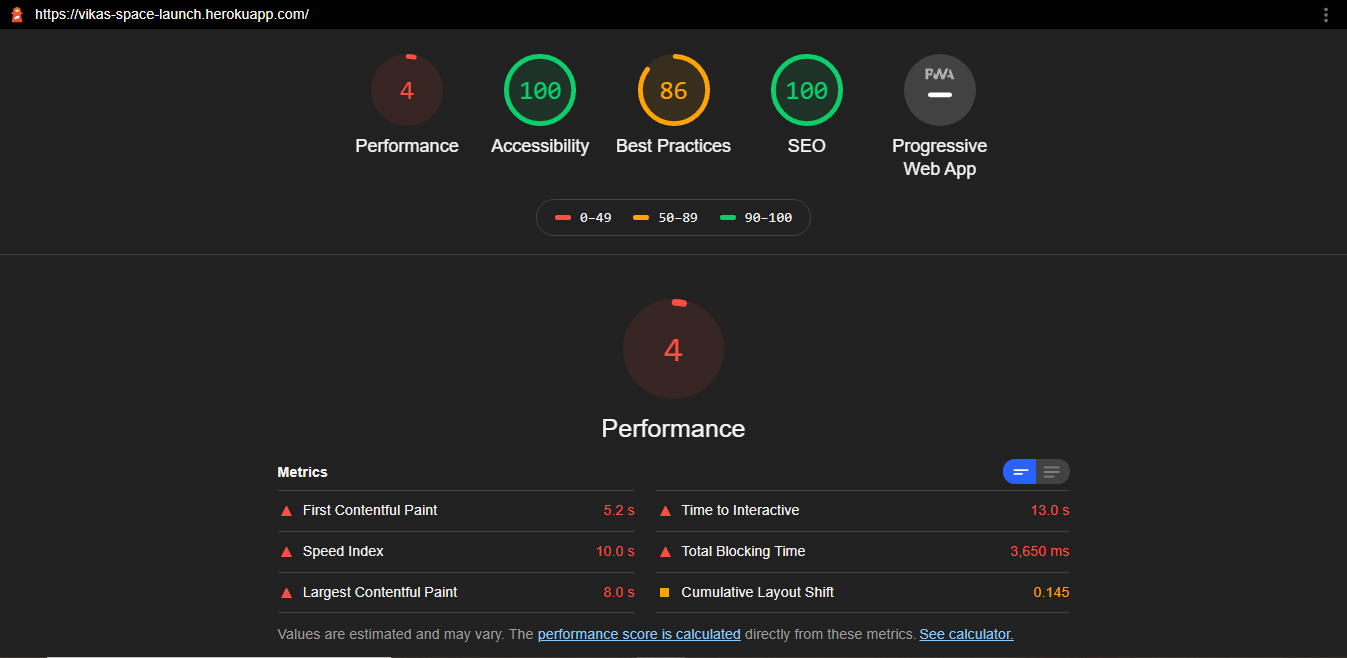 https://vikas-space-launch.herokuapp.com/
4 100 86 100 PWA
Performance Accessibility Best Practices SEO Progressive
Web App
0–49 50–89 90–100
4
Performance
Metrics
First Contentful Paint 5.2 s Time to Interactive 13.0 s
Speed Index 10.0 s Total Blocking Time 3,650 ms
Largest Contentful Paint 8.0 s Cumulative Layout Shift 0.145
Values are estimated and may vary. The performance score is calculated directly from these metrics. See calculator.